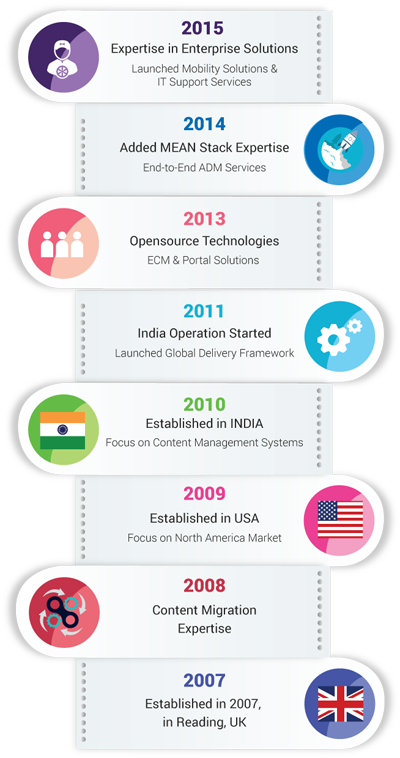 2015
Expertise in Enterprise Solutions
Launched Mobility Solutions &
IT Support Services
2014
Added MEAN Stack Expertise
End-to-End ADM Services
2013
Opensource Technologies
ECM & Portal Solutions
2011
India Operation Started
Launched Global Delivery Framework
2010
Established in INDIA
Focus on Content Management Systems
2009
Established in USA
Focus on North America Market
2008
Content Migration
Expertise
2007
Established in 2007,
in Reading, UK